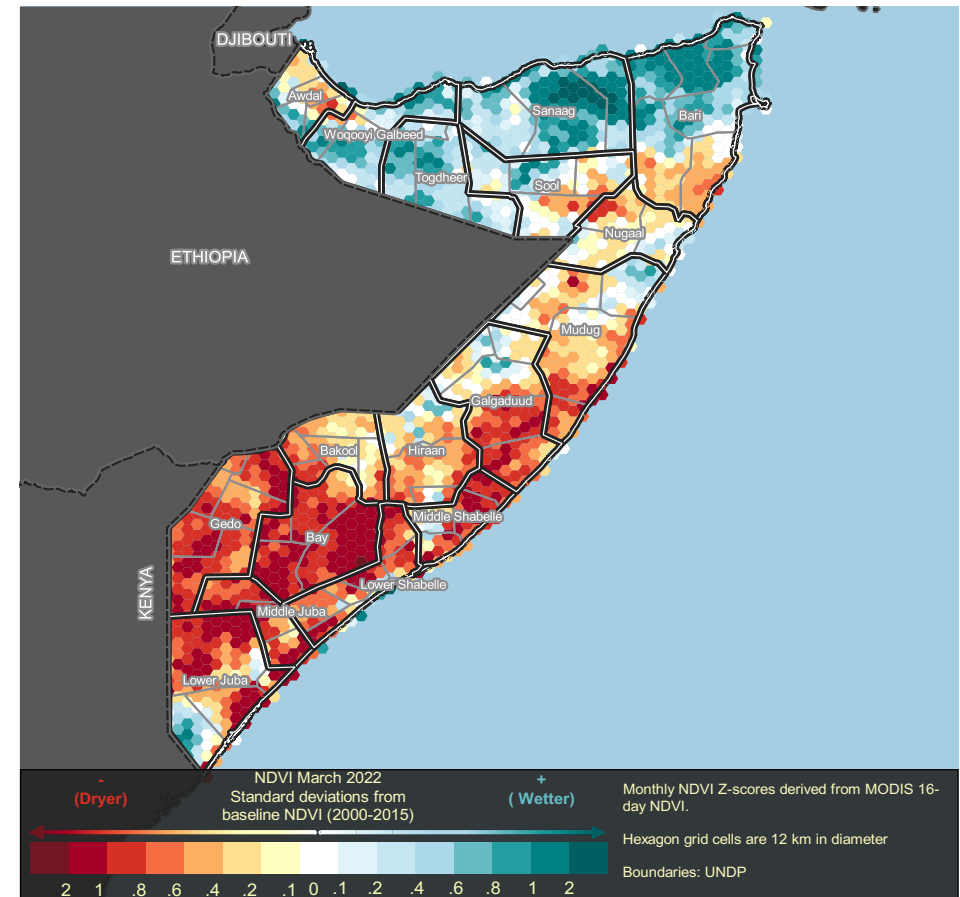 DJIBOUTI
Awdal
Sanaag
Bari
Woqooyi Galbeed
Togdheer
Sool
Nugaal
ETHIOPIA
Mudug
Galgaduud
Bakool
Hiraan
Middle Shabelle
Gedo
Bay
Lower Shabelle
KENYA
Middle Juba
Lower Juba
-
(Dryer)
NDVI March 2022
Standard deviations from
baseline NDVI (2000-2015)
+
( Wetter)
2 1 .8 .6 .4 .2 .1 0 .1 .2 .4 .6 .8 1 2
Monthly NDVI Z-scores derived from MODIS 16-
day NDVI.
Hexagon grid cells are 12 km in diameter
Boundaries: UNDP